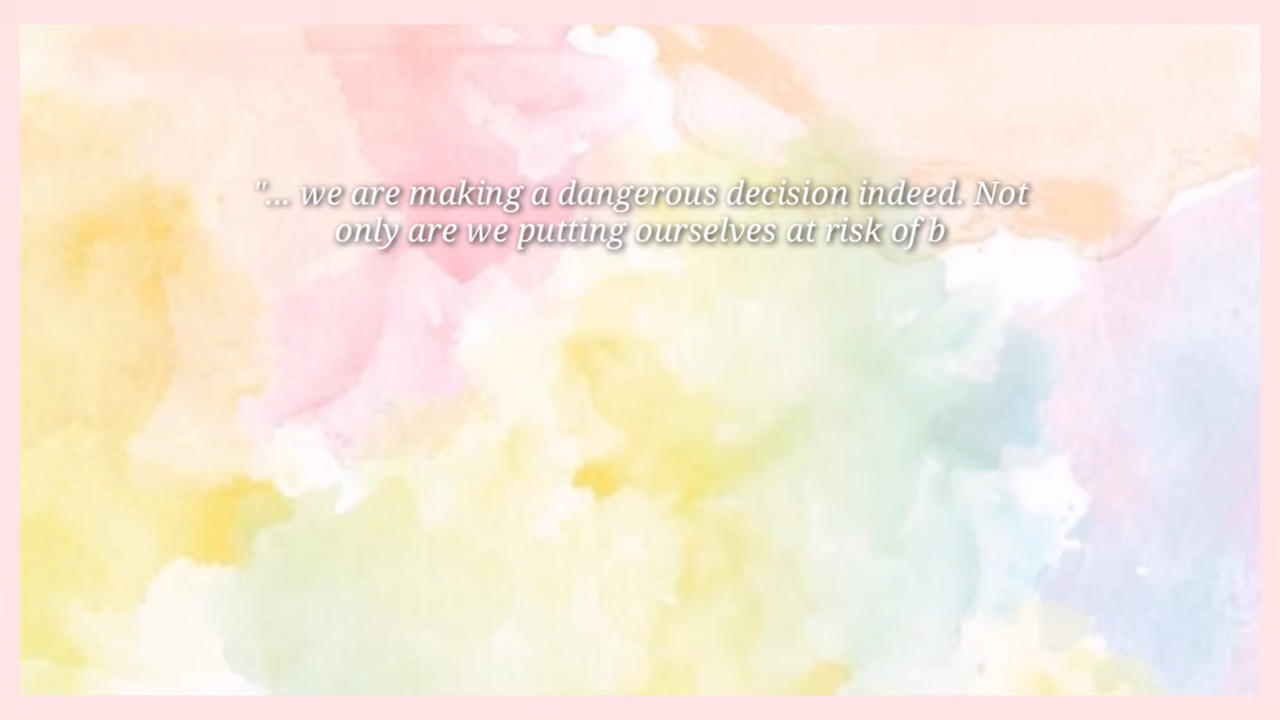 "... we are making a dangerous decision indeed. Not
only are we putting ourselves at risk of b